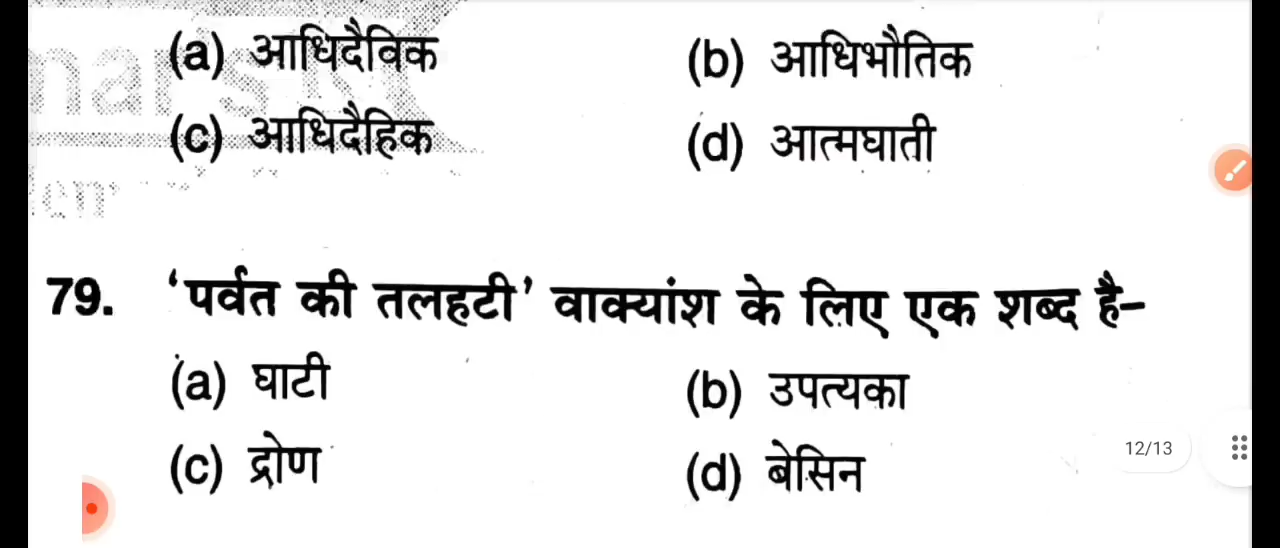 (a) आधिदैविक (b) आधिभौतिक
(c) आधिदैहिक (d) आत्मघाती
79. ‘पर्वत की तलहटी’ वाक्यांश के लिए एक शब्द है–
(a) घाटी (b) उपत्यका
(c) द्रोण (d) बेसिन
12/13